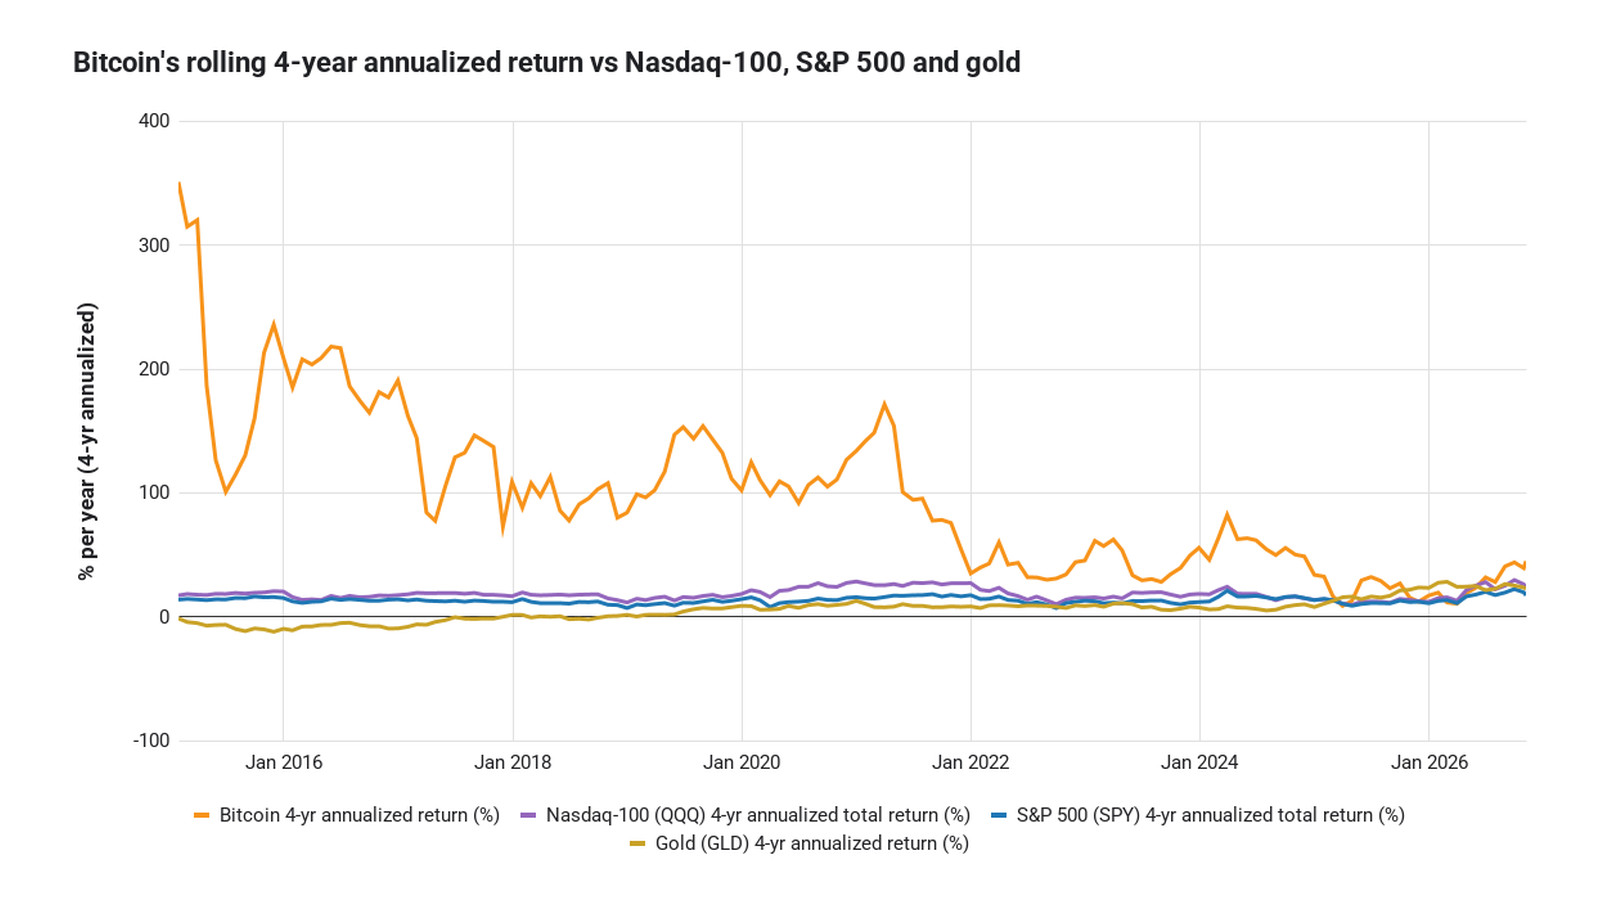 Bitcoin's rolling 4-year annualized return vs Nasdaq-100, S&P 500 and gold
% per year (4-yr annualized)
400
300
200
100
0
-100
Jan 2016
Jan 2018
Jan 2020
Jan 2022
Jan 2024
Jan 2026
Bitcoin 4-yr annualized return (%)
Nasdaq-100 (QQQ) 4-yr annualized total return (%)
S&P 500 (SPY) 4-yr annualized total return (%)
Gold (GLD) 4-yr annualized return (%)